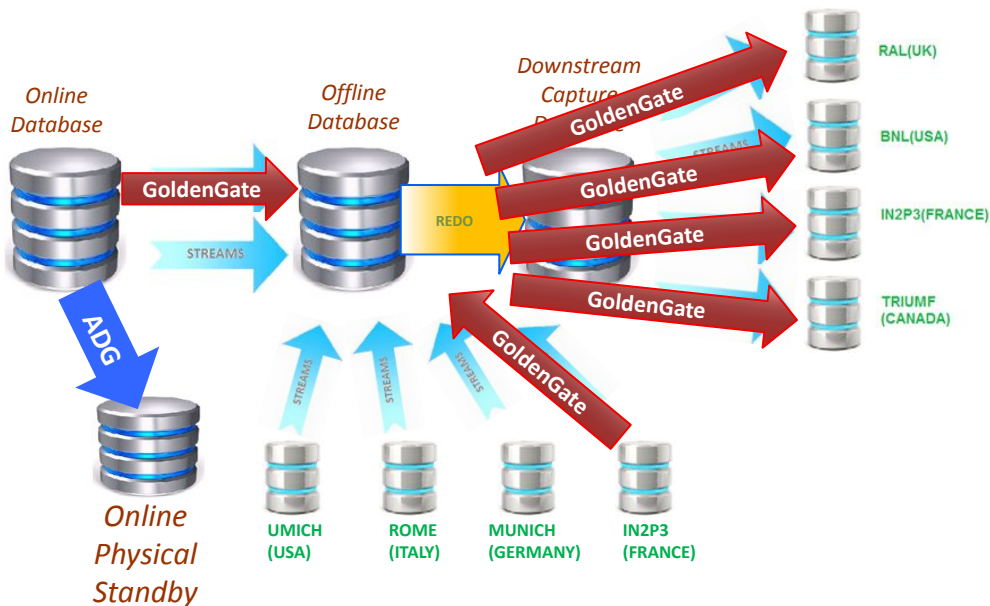 Online
Database
Offline
Database
Downstream
Capture
GoldenGate
STREAMS
REDO
GoldenGate
GoldenGate
STREAMS
GoldenGate
GoldenGate
GoldenGate
RAL(UK)
BNL(USA)
IN2P3(FRANCE)
TRIUMF
(CANADA)
ADG
STREAMS
STREAMS
STREAMS
Online
Physical
Standby
UMICH
(USA)
ROME
(ITALY)
MUNICH
(GERMANY)
IN2P3
(FRANCE)